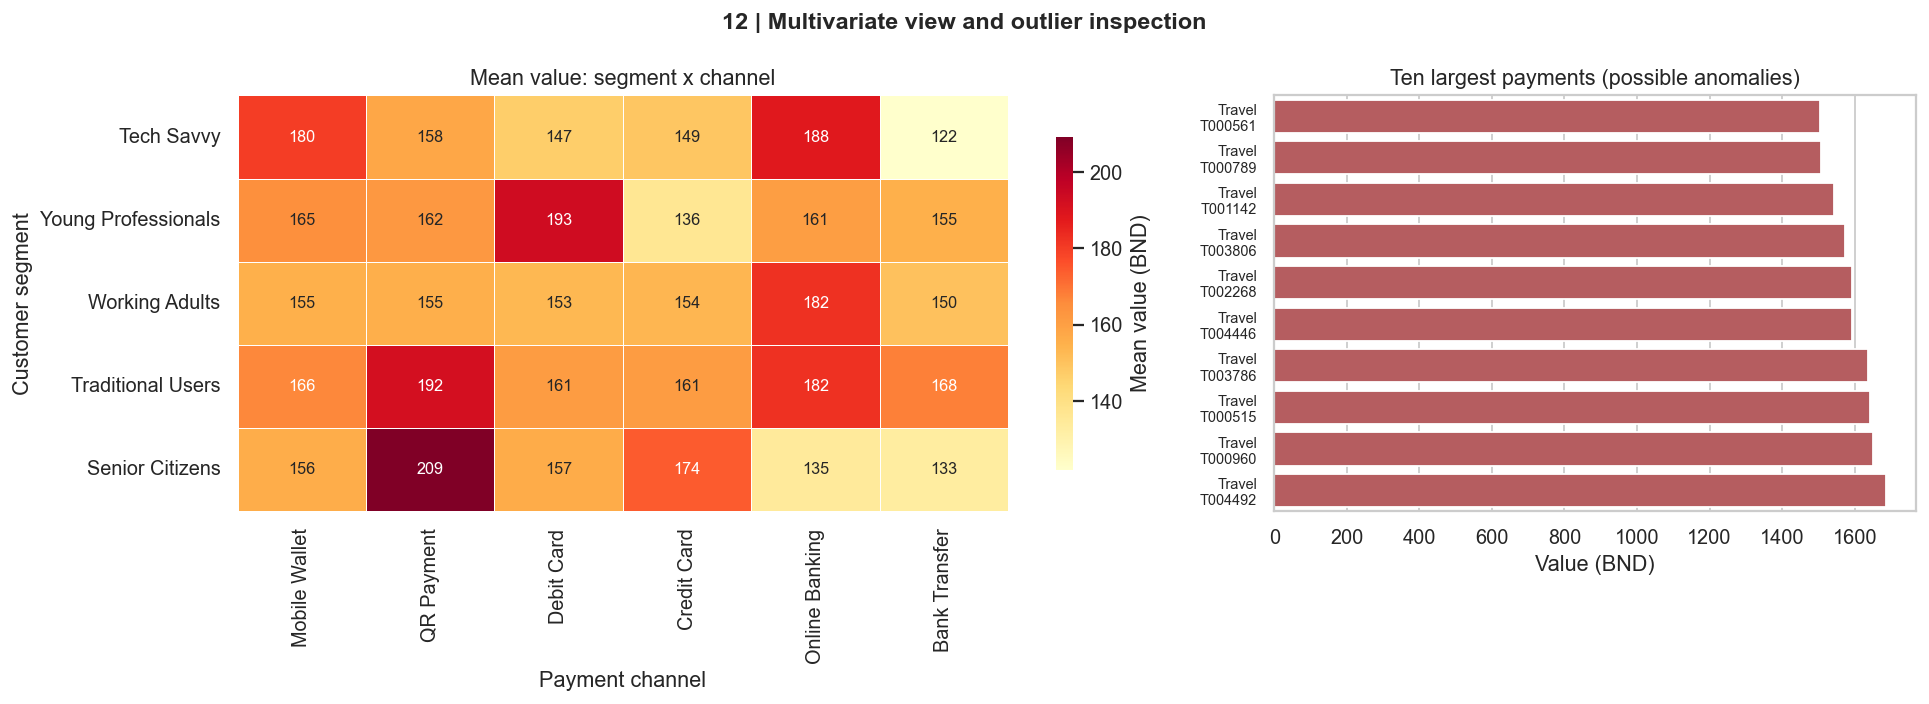 12 | Multivariate view and outlier inspection
Mean value: segment x channel
Customer segment
Tech Savvy
180 158 147 149 188 122
Young Professionals
165 162 193 136 161 155
Working Adults
155 155 153 154 182 150
Traditional Users
166 192 161 161 182 168
Senior Citizens
156 209 157 174 135 133
Mobile Wallet
QR Payment
Debit Card
Credit Card
Online Banking
Bank Transfer
Payment channel
200
180
160
140
Mean value (BND)
Ten largest payments (possible anomalies)
Travel
T000561
Travel
T000789
Travel
T001142
Travel
T003806
Travel
T002268
Travel
T004446
Travel
T003786
Travel
T000515
Travel
T000960
Travel
T004492
0 200 400 600 800 1000 1200 1400 1600
Value (BND)